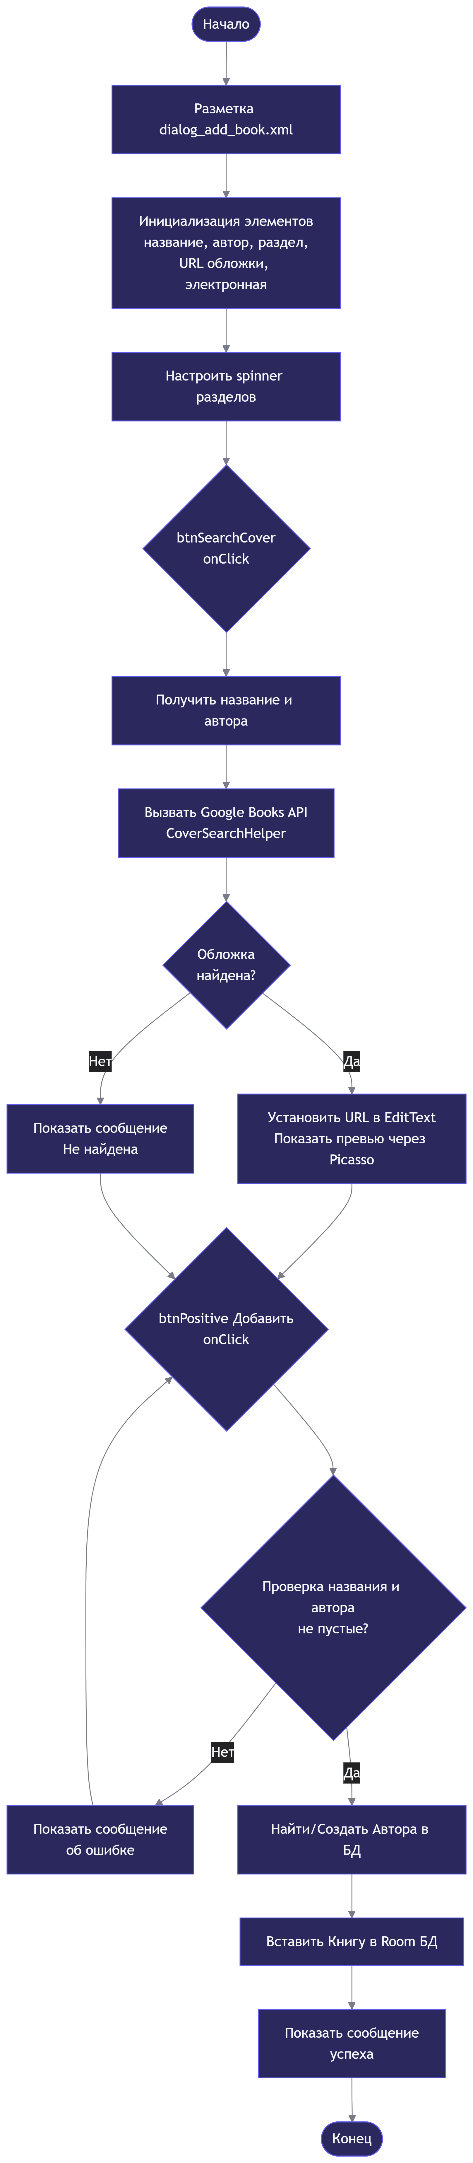 Начало
Разметка
dialog_add_book.xml
Инициализация элементов
название, автор, раздел,
URL обложки,
электронная
Настроить spinner
разделов
btnSearchCover
onClick
Получить название и
автора
Вызвать Google Books API
CoverSearchHelper
Обложка
найдена?
Нет
Да
Показать сообщение
Не найдена
Установить URL в EditText
Показать превью через
Picasso
btnPositive Добавить
onClick
Проверка названия и
автора
не пустые?
Нет
Да
Показать сообщение
об ошибке
Найти/Создать Автора в
БД
Вставить Книгу в Room БД
Показать сообщение
успеха
Конец